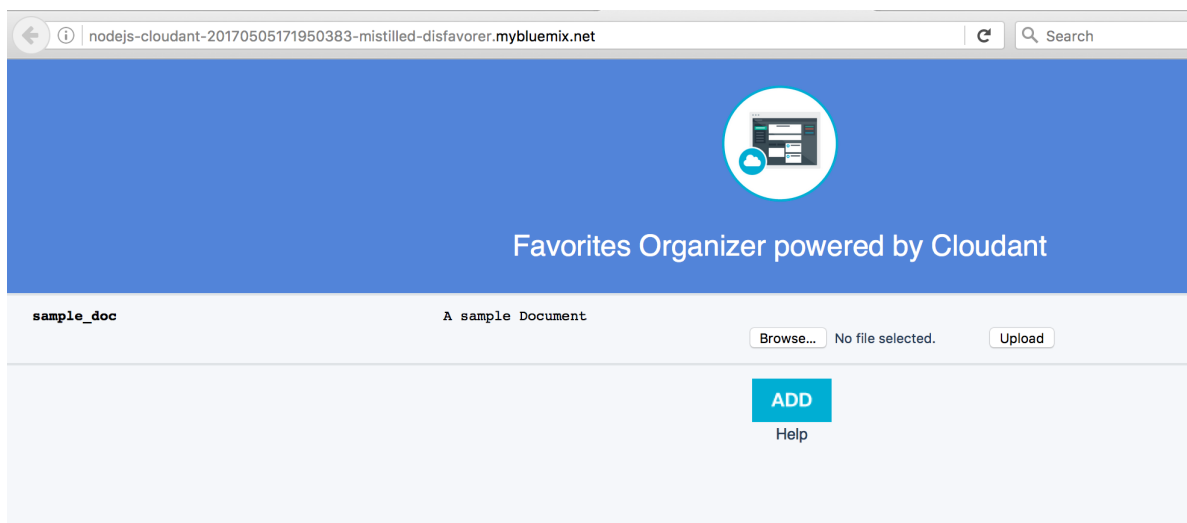 nodejs-cloudant-20170505171950383-mistilled-disfavorer.mybluemix.net
Search
Favorites Organizer powered by Cloudant
sample_doc
A sample Document
Browse... No file selected.
Upload
ADD
Help